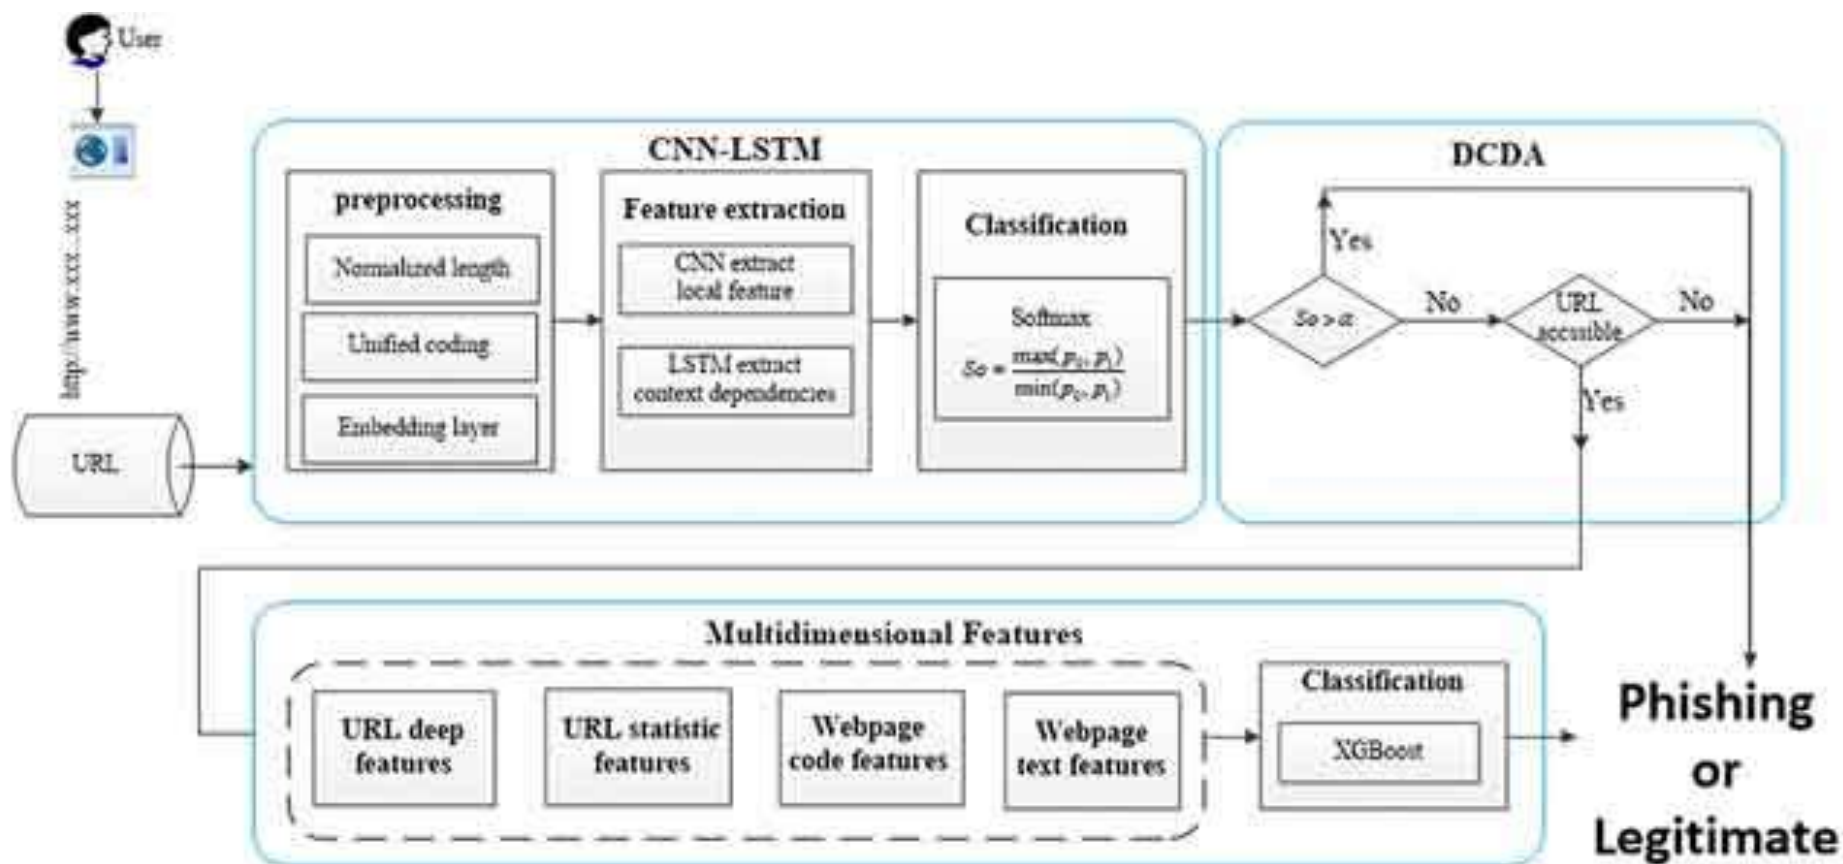 User
http://www.xxx.xxx
URL
CNN-LSTM
preprocessing
Normalized length
Unified coding
Embedding layer
Feature extraction
CNN extract
local feature
LSTM extract
context dependencies
Classification
Softmax
So = max(p₀, p₁) / min(p₀, p₁)
DCDA
So > α
Yes
No
URL
accssible
No
Yes
Multidimensional Features
URL deep
features
URL statistic
features
Webpage
code features
Webpage
text features
Classification
XGBoost
Phishing
or
Legitimate